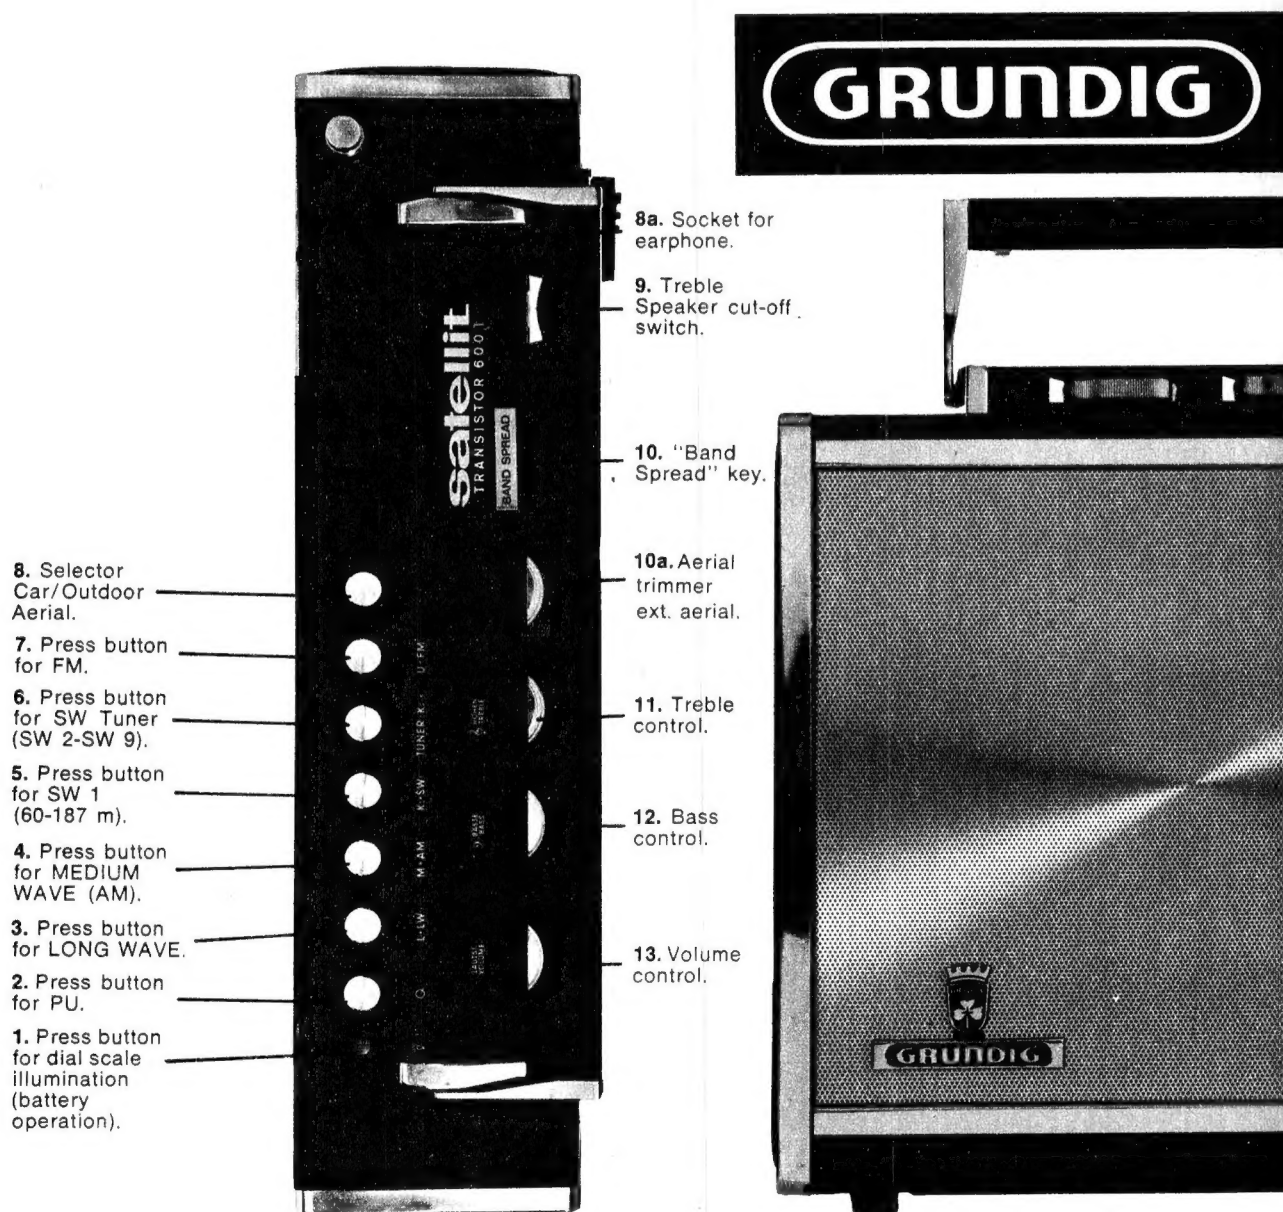 GRUNDIG
8a. Socket for
earphone.
9. Treble
Speaker cut-off
switch.
10. "Band
Spread" key.
10a. Aerial
trimmer
ext. aerial.
11. Treble
control.
12. Bass
control.
13. Volume
control.
8. Selector
Car/Outdoor
Aerial.
7. Press button
for FM.
6. Press button
for SW Tuner
(SW 2-SW 9).
5. Press button
for SW 1
(60-187 m).
4. Press button
for MEDIUM
WAVE (AM).
3. Press button
for LONG WAVE.
2. Press button
for PU.
1. Press button
for dial scale
illumination
(battery
operation).
satellit
TRANSISTOR 6001
BAND SPREAD
U·FM
TUNER K
K·SW
M·AM
L·LW
BASS
VOLUME
GRUNDIG